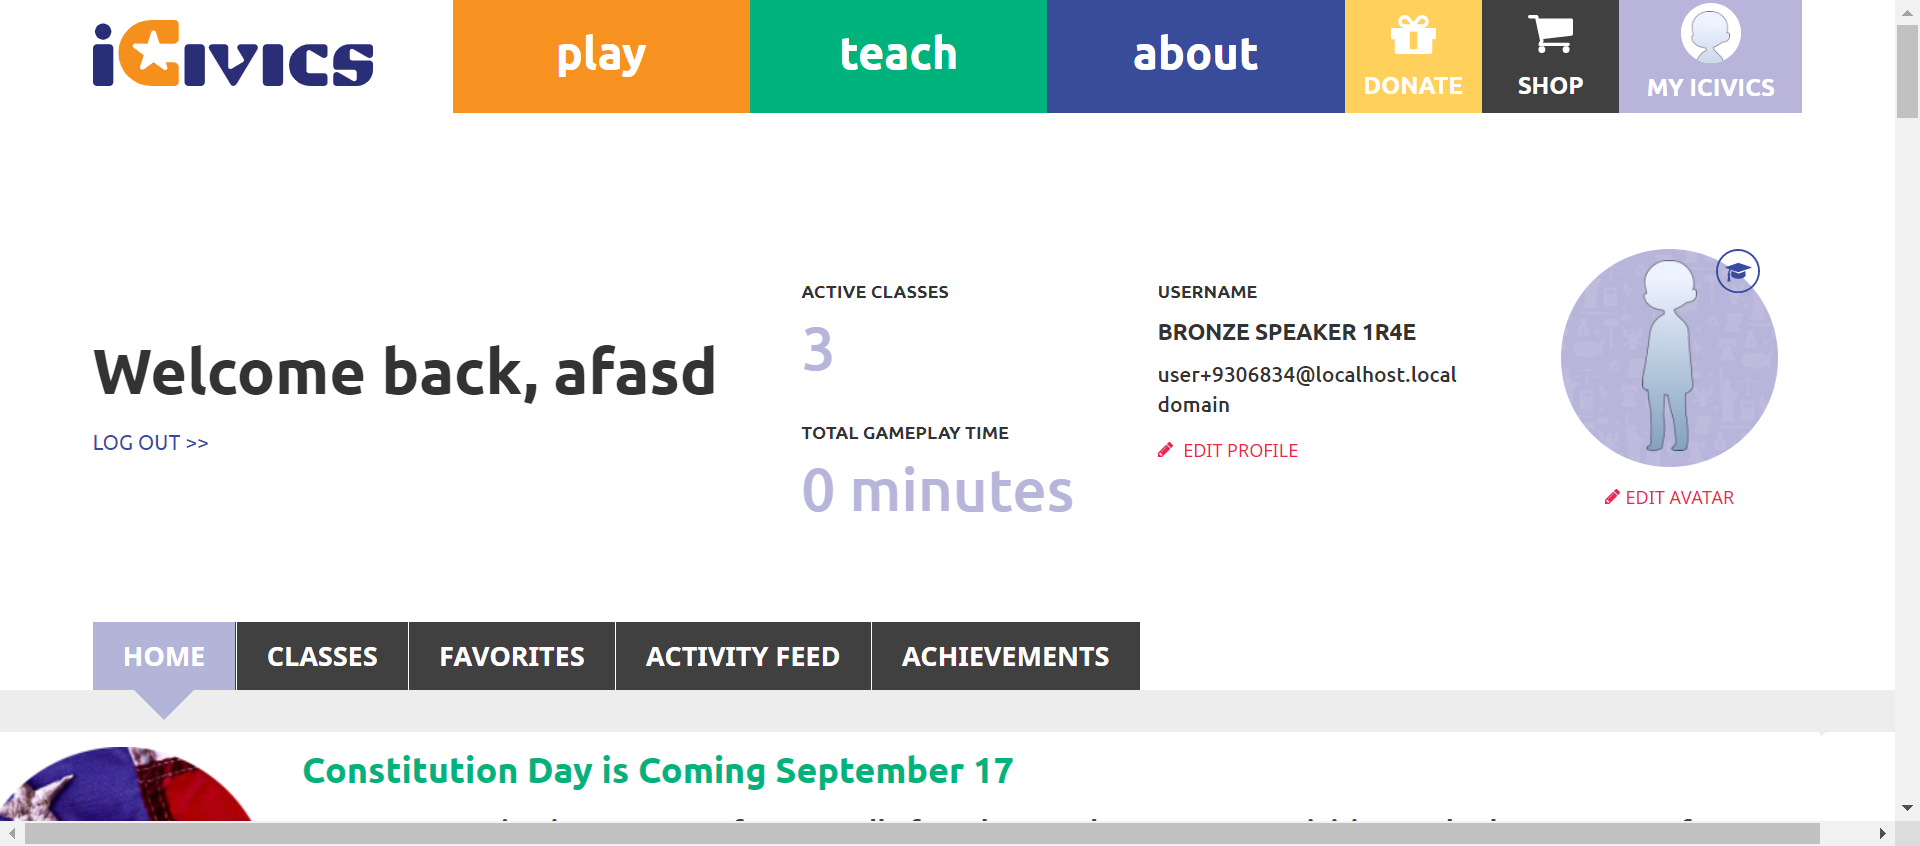 iCivics
play
teach
about
DONATE
SHOP
MY ICIVICS
Welcome back, afasd
LOG OUT >>
ACTIVE CLASSES
3
TOTAL GAMEPLAY TIME
0 minutes
USERNAME
BRONZE SPEAKER 1R4E
user+9306834@localhost.local
domain
EDIT PROFILE
EDIT AVATAR
HOME
CLASSES
FAVORITES
ACTIVITY FEED
ACHIEVEMENTS
Constitution Day is Coming September 17